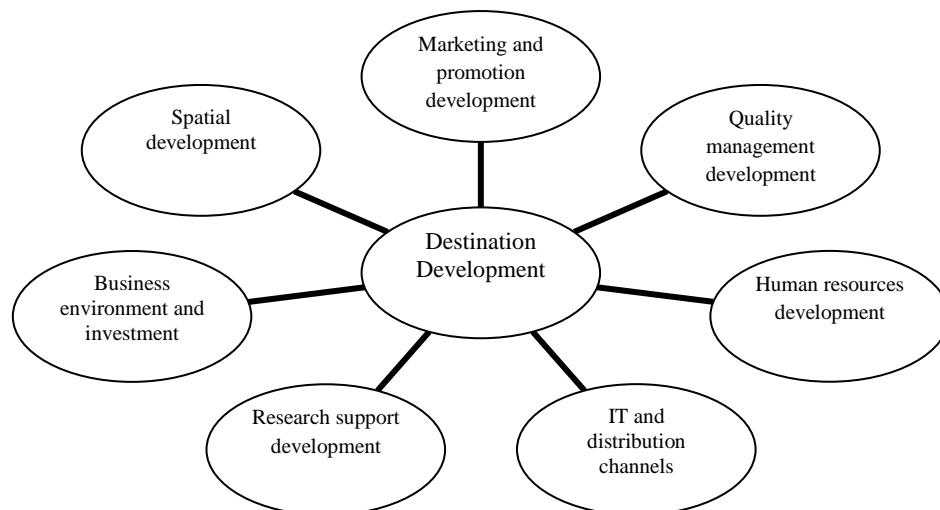 Marketing and
promotion
development
Spatial
development
Quality
management
development
Destination
Development
Business
environment and
investment
Human resources
development
Research support
development
IT and
distribution
channels